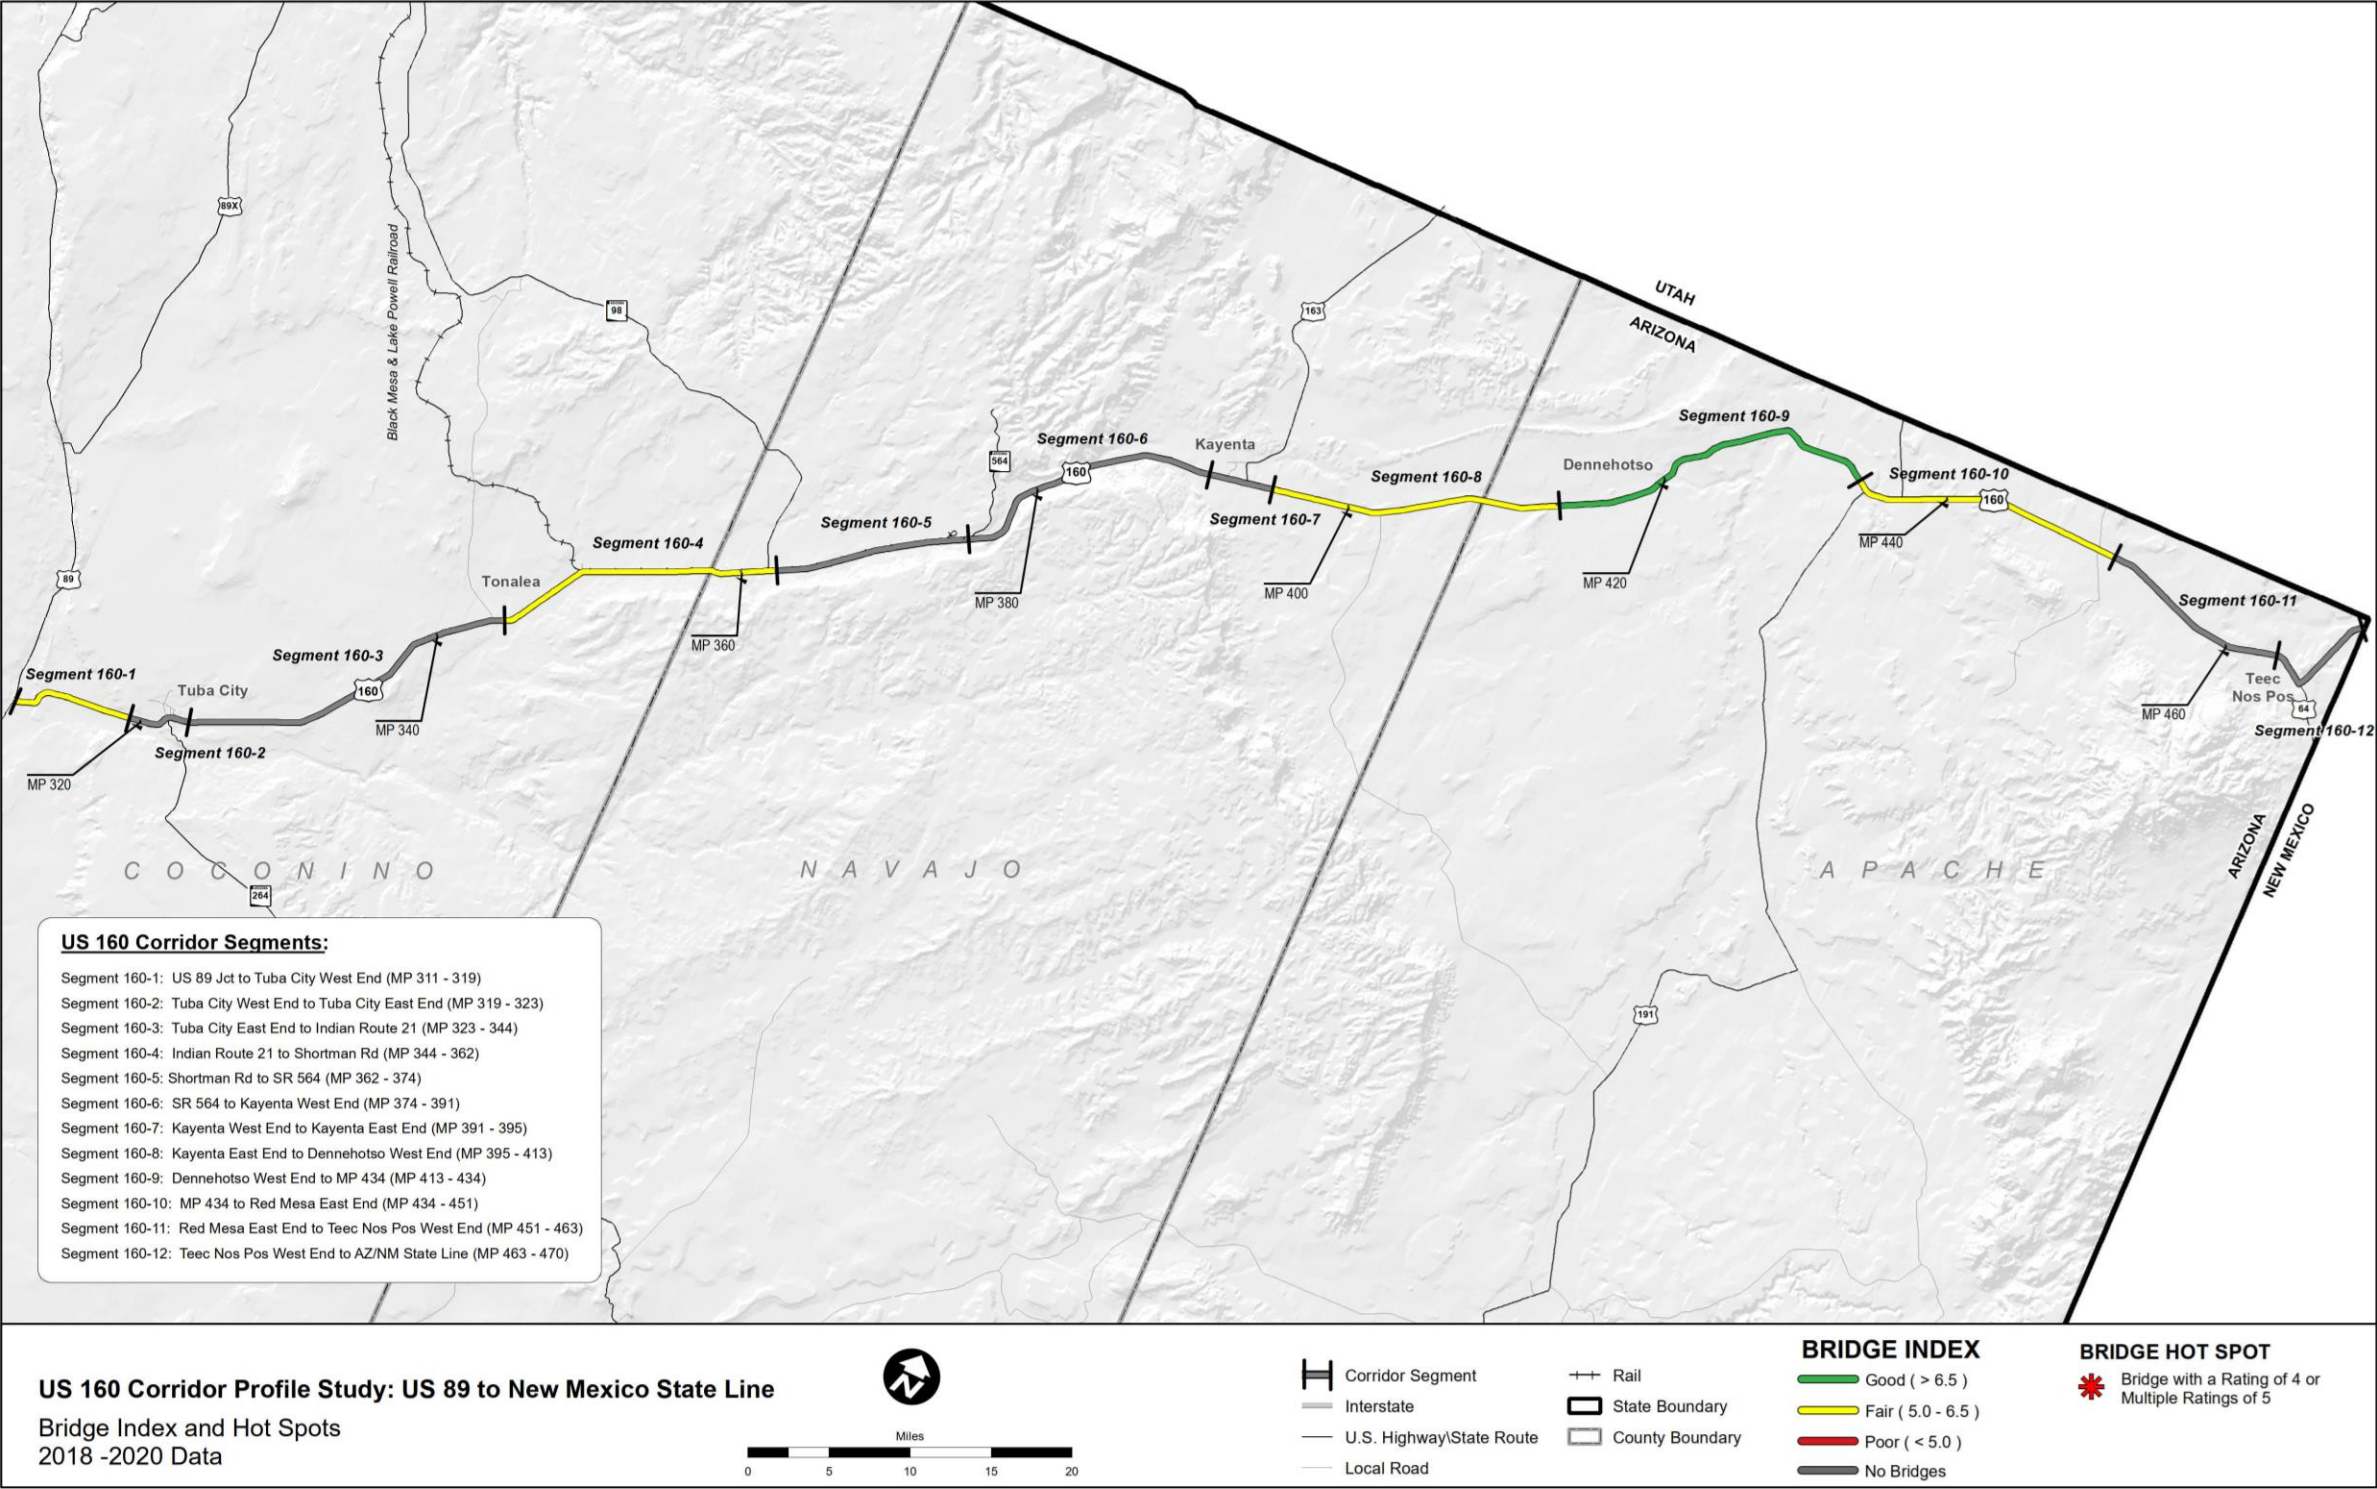 89X
Black Mesa & Lake Powell Railroad
98
163
UTAH
ARIZONA
Segment 160-9
Segment 160-6
Kayenta
564
160
Segment 160-8
Dennehotso
Segment 160-10
160
Segment 160-5
Segment 160-7
Segment 160-4
MP 440
Tonalea
89
MP 380
MP 400
MP 420
Segment 160-11
MP 360
Segment 160-3
Segment 160-1
Tuba City
160
MP 340
Teec
Nos Pos
64
MP 460
Segment 160-12
Segment 160-2
MP 320
ARIZONA
NEW MEXICO
COCONINO
NAVAJO
APACHE
264
191
US 160 Corridor Segments:
Segment 160-1: US 89 Jct to Tuba City West End (MP 311 - 319)
Segment 160-2: Tuba City West End to Tuba City East End (MP 319 - 323)
Segment 160-3: Tuba City East End to Indian Route 21 (MP 323 - 344)
Segment 160-4: Indian Route 21 to Shortman Rd (MP 344 - 362)
Segment 160-5: Shortman Rd to SR 564 (MP 362 - 374)
Segment 160-6: SR 564 to Kayenta West End (MP 374 - 391)
Segment 160-7: Kayenta West End to Kayenta East End (MP 391 - 395)
Segment 160-8: Kayenta East End to Dennehotso West End (MP 395 - 413)
Segment 160-9: Dennehotso West End to MP 434 (MP 413 - 434)
Segment 160-10: MP 434 to Red Mesa East End (MP 434 - 451)
Segment 160-11: Red Mesa East End to Teec Nos Pos West End (MP 451 - 463)
Segment 160-12: Teec Nos Pos West End to AZ/NM State Line (MP 463 - 470)
US 160 Corridor Profile Study: US 89 to New Mexico State Line
Bridge Index and Hot Spots
2018 -2020 Data
N
Miles
0 5 10 15 20
Corridor Segment
Interstate
U.S. Highway\State Route
Local Road
Rail
State Boundary
County Boundary
BRIDGE INDEX
Good ( > 6.5 )
Fair ( 5.0 - 6.5 )
Poor ( < 5.0 )
No Bridges
BRIDGE HOT SPOT
Bridge with a Rating of 4 or
Multiple Ratings of 5